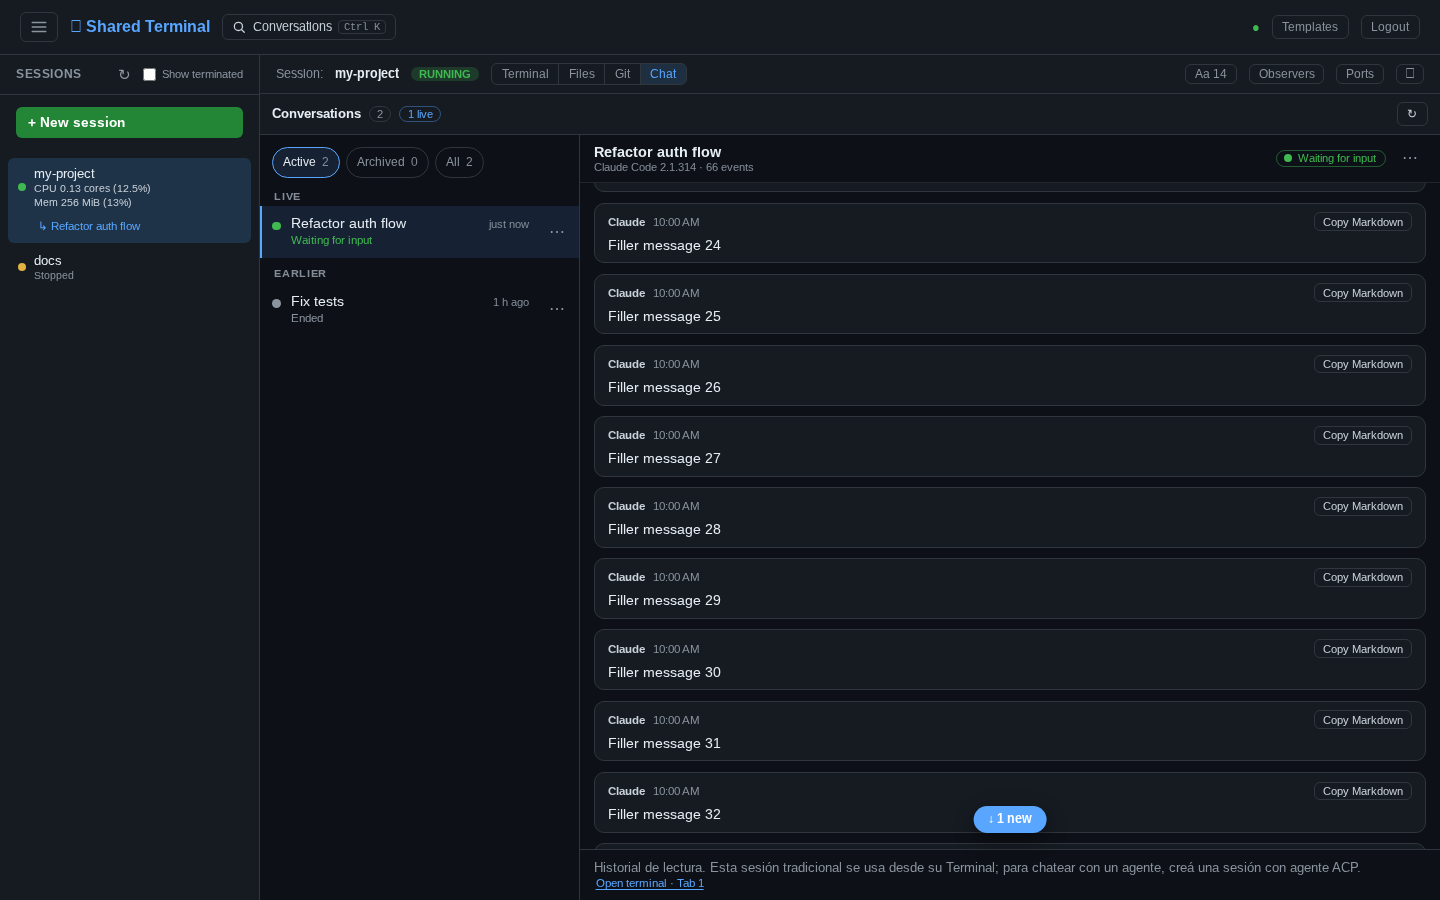 Shared Terminal
Conversations Ctrl K
Templates
Logout
SESSIONS
↻
Show terminated
+ New session
my-project
CPU 0.13 cores (12.5%)
Mem 256 MiB (13%)
↳ Refactor auth flow
docs
Stopped
Session: my-project RUNNING
Terminal Files Git Chat
Aa 14
Observers
Ports
Conversations 2 1 live
↻
Active 2
Archived 0
All 2
LIVE
Refactor auth flow just now ⋯
Waiting for input
EARLIER
Fix tests 1 h ago ⋯
Ended
Refactor auth flow
Claude Code 2.1.314 · 66 events
Waiting for input ⋯
Claude 10:00 AM Copy Markdown
Filler message 24
Claude 10:00 AM Copy Markdown
Filler message 25
Claude 10:00 AM Copy Markdown
Filler message 26
Claude 10:00 AM Copy Markdown
Filler message 27
Claude 10:00 AM Copy Markdown
Filler message 28
Claude 10:00 AM Copy Markdown
Filler message 29
Claude 10:00 AM Copy Markdown
Filler message 30
Claude 10:00 AM Copy Markdown
Filler message 31
Claude 10:00 AM Copy Markdown
Filler message 32
↓ 1 new
Historial de lectura. Esta sesión tradicional se usa desde su Terminal; para chatear con un agente, creá una sesión con agente ACP.
Open terminal · Tab 1